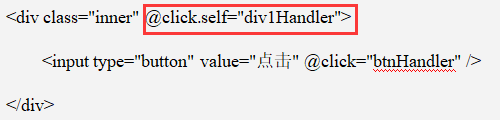 <div class="inner" @click.self="div1Handler">
<input type="button" value="点击" @click="btnHandler" />
</div>